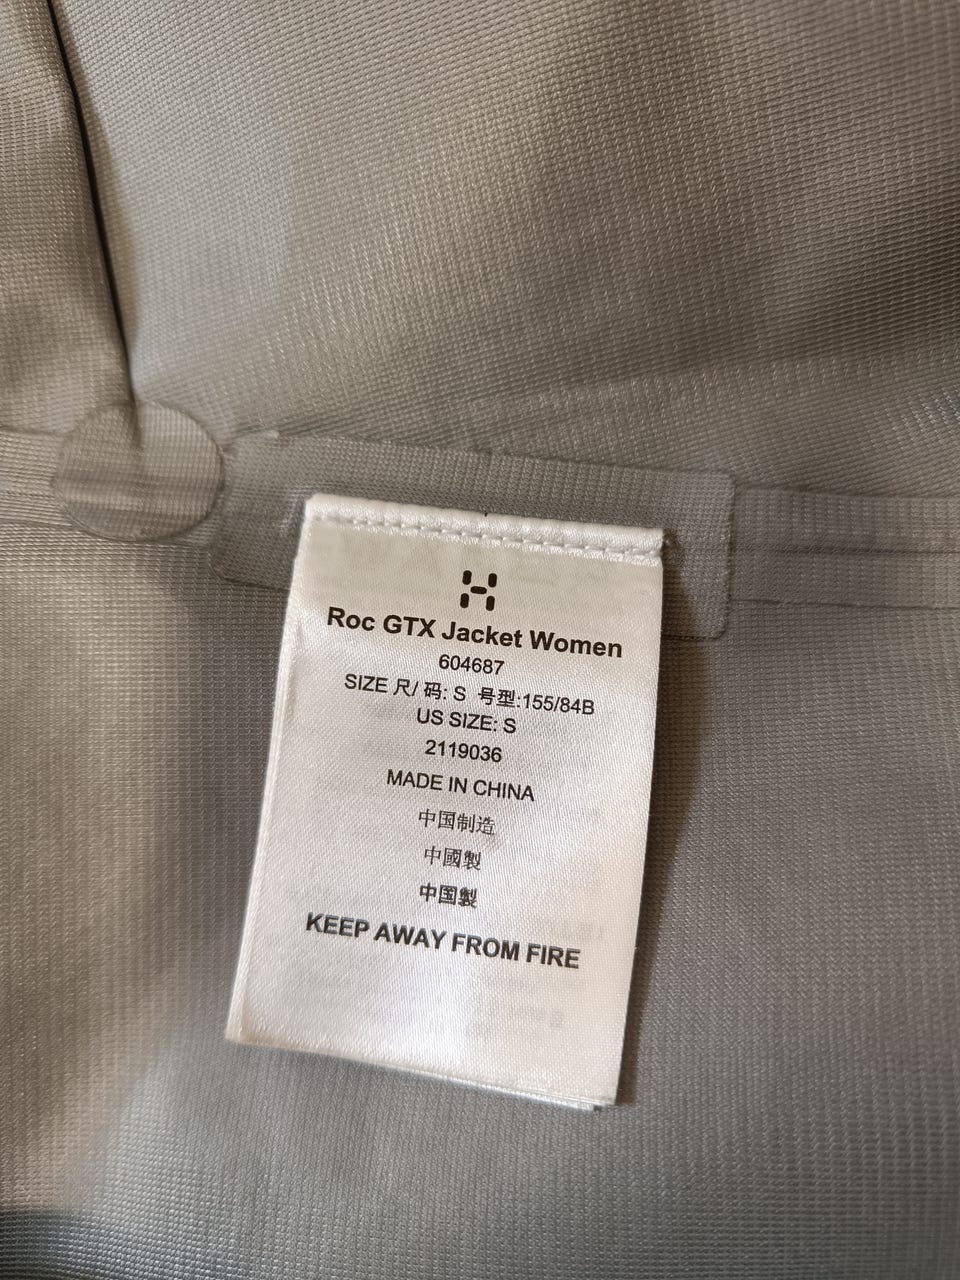 Roc GTX Jacket Women
604687
SIZE 尺/ 码: S 号型:155/84B
US SIZE: S
2119036
MADE IN CHINA
中国制造
中國製
中国製
KEEP AWAY FROM FIRE